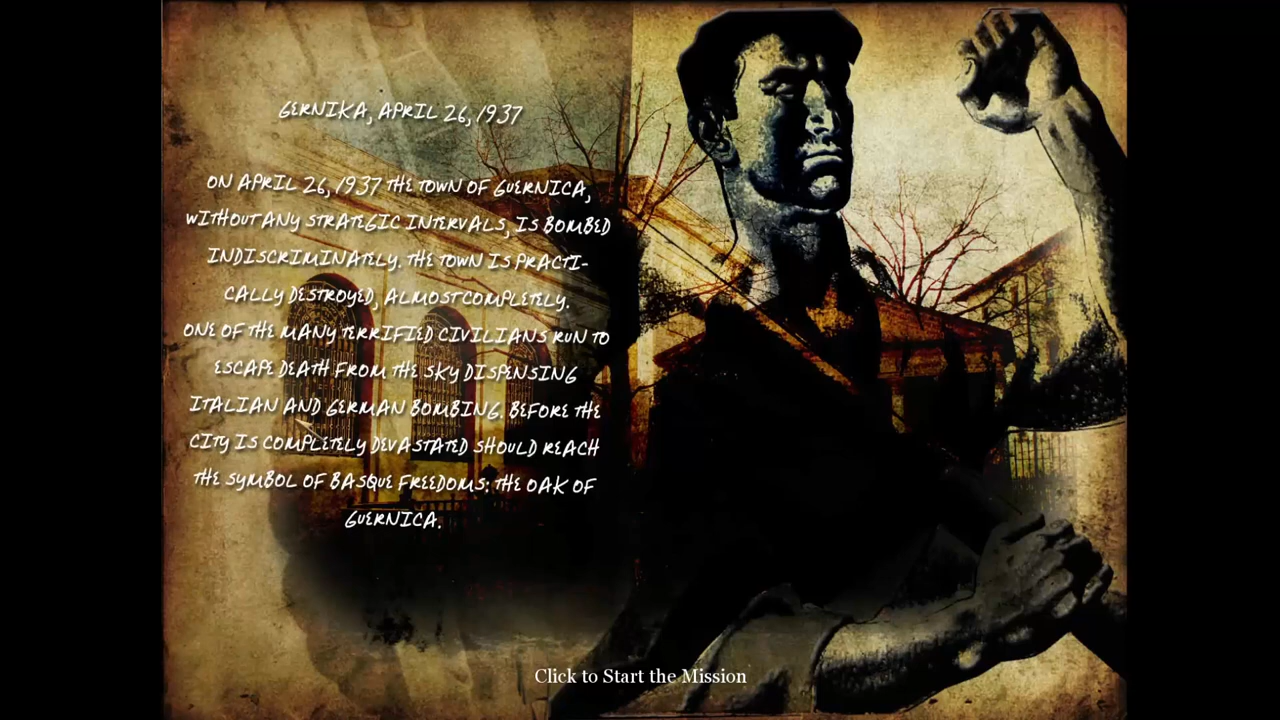 GERNIKA, APRIL 26, 1937
ON APRIL 26, 1937 THE TOWN OF GUERNICA,
WITHOUT ANY STRATEGIC INTERVALS, IS BOMBED
INDISCRIMINATELY. THE TOWN IS PRACTI-
CALLY DESTROYED, ALMOST COMPLETELY.
ONE OF THE MANY TERRIFIED CIVILIANS RUN TO
ESCAPE DEATH FROM THE SKY DISPENSING
ITALIAN AND GERMAN BOMBING. BEFORE THE
CITY IS COMPLETELY DEVASTATED SHOULD REACH
THE SYMBOL OF BASQUE FREEDOMS: THE OAK OF
GUERNICA.
Click to Start the Mission